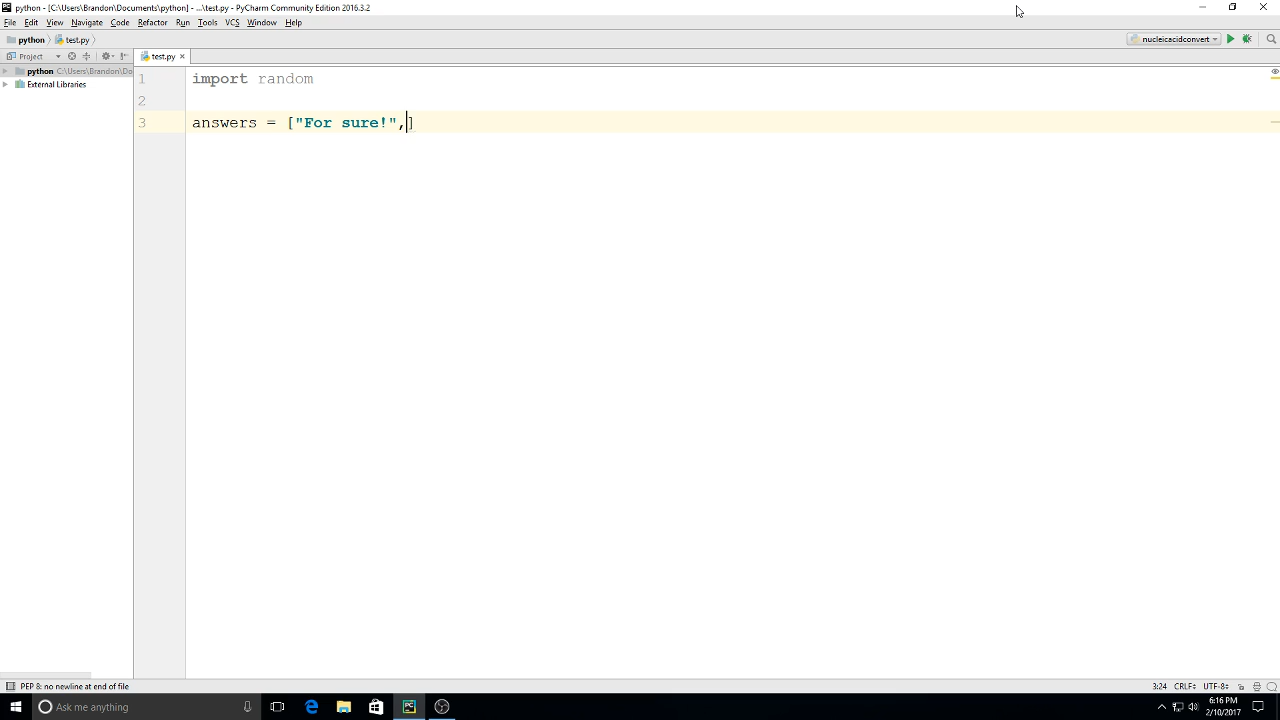 python - [C:\Users\Brandon\Documents\python] - ...\test.py - PyCharm Community Edition 2016.3.2
File Edit View Navigate Code Refactor Run Tools VCS Window Help
python test.py nucleicacidconvert
Project test.py
python C:\Users\Brandon\Do
External Libraries
1 import random
2
3 answers = ["For sure!",]
PEP 8: no newline at end of file 3:24 CRLF÷ UTF-8÷
Ask me anything
6:16 PM
2/10/2017